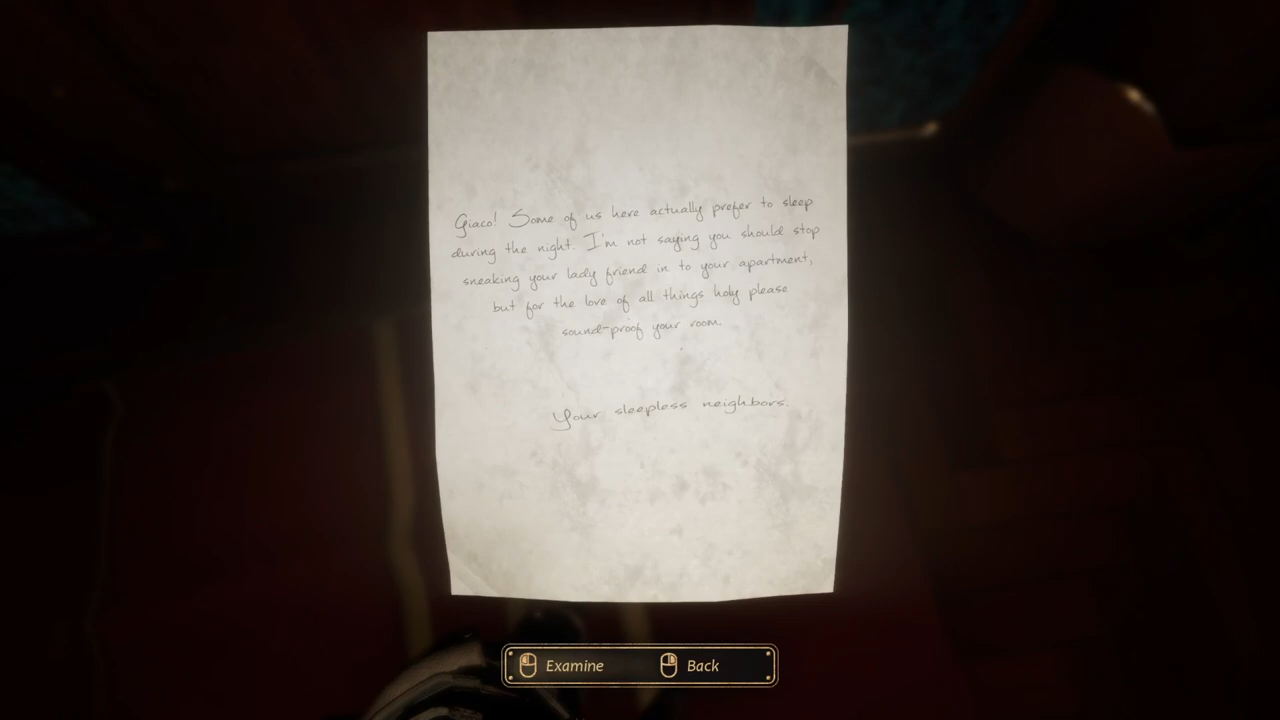 Giaco! Some of us here actually prefer to sleep
during the night. I'm not saying you should stop
sneaking your lady friend in to your apartment,
but for the love of all things holy please
sound-proof your room.
Your sleepless neighbors.
Examine
Back